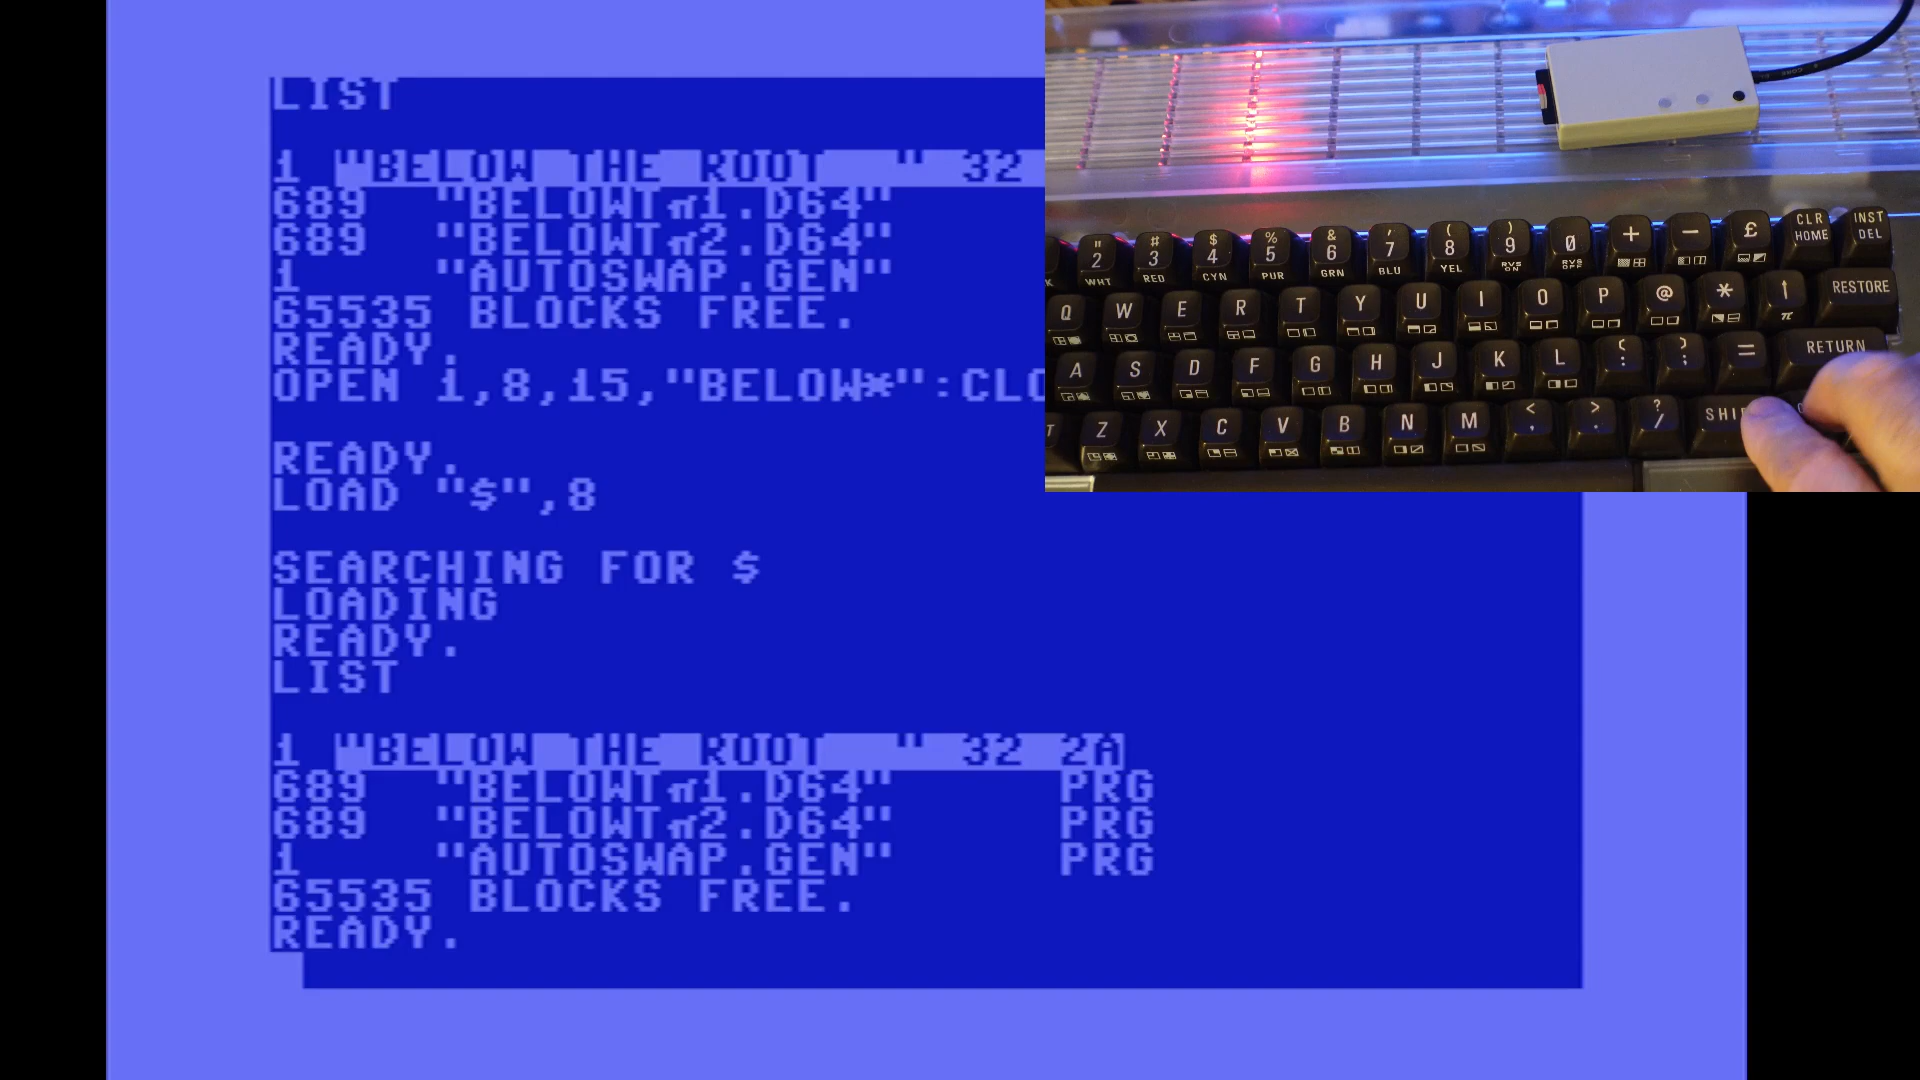 LIST
1 "BELOW THE ROOT " 32
689 "BELOWTπ1.D64"
689 "BELOWTπ2.D64"
1 "AUTOSWAP.GEN"
65535 BLOCKS FREE.
READY.
OPEN 1,8,15,"BELOW*":CLO
READY.
LOAD "$",8
SEARCHING FOR $
LOADING
READY.
LIST
1 "BELOW THE ROOT " 32 2A
689 "BELOWTπ1.D64" PRG
689 "BELOWTπ2.D64" PRG
1 "AUTOSWAP.GEN" PRG
65535 BLOCKS FREE.
READY.
" # $ % & ' ( )
2 3 4 5 6 7 8 9 0 + - £ CLR HOME INST DEL
WHT RED CYN PUR GRN BLU YEL RVS ON RVS OFF
Q W E R T Y U I O P @ * ↑ RESTORE
π
A S D F G H J K L [ : ] ; = RETURN
Z X C V B N M < , > . ? / SHI